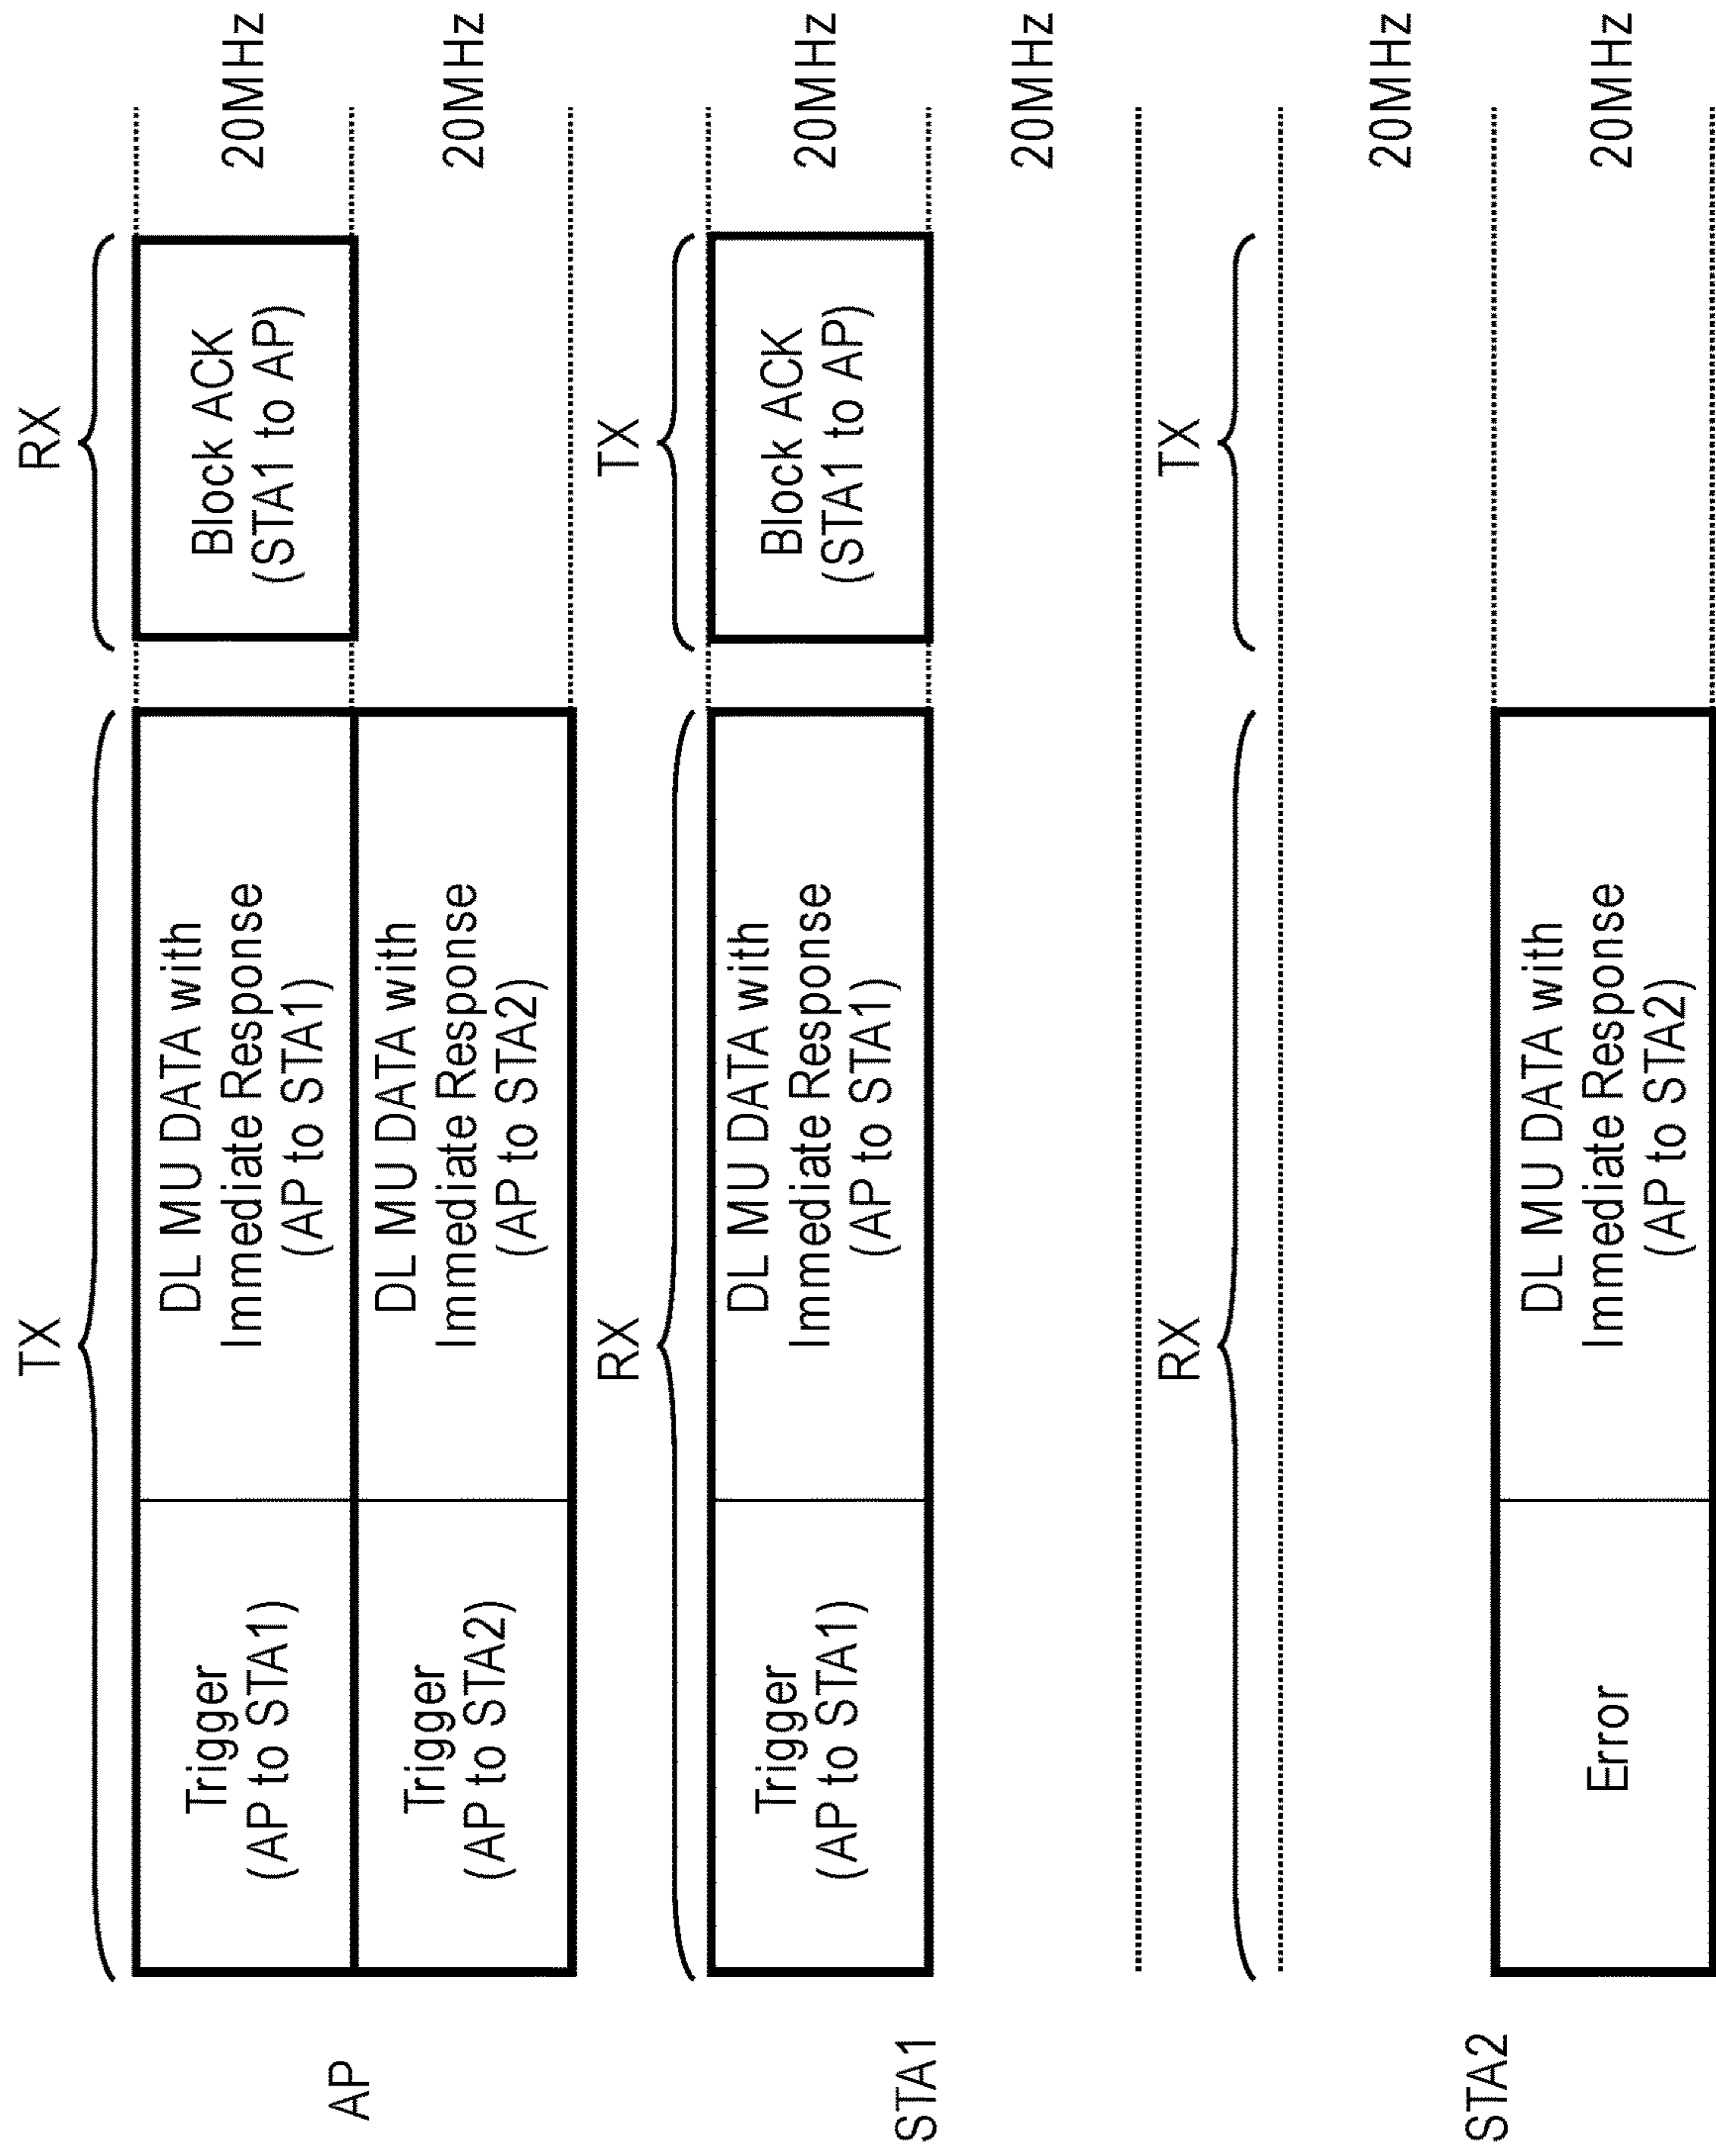 TX
RX
AP
Trigger
(AP to STA1)
DL MU DATA with
Immediate Response
(AP to STA1)
Block ACK
(STA1 to AP)
20MHz
Trigger
(AP to STA2)
DL MU DATA with
Immediate Response
(AP to STA2)
20MHz
RX
TX
STA1
Trigger
(AP to STA1)
DL MU DATA with
Immediate Response
(AP to STA1)
Block ACK
(STA1 to AP)
20MHz
20MHz
RX
TX
STA2
20MHz
Error
DL MU DATA with
Immediate Response
(AP to STA2)
20MHz